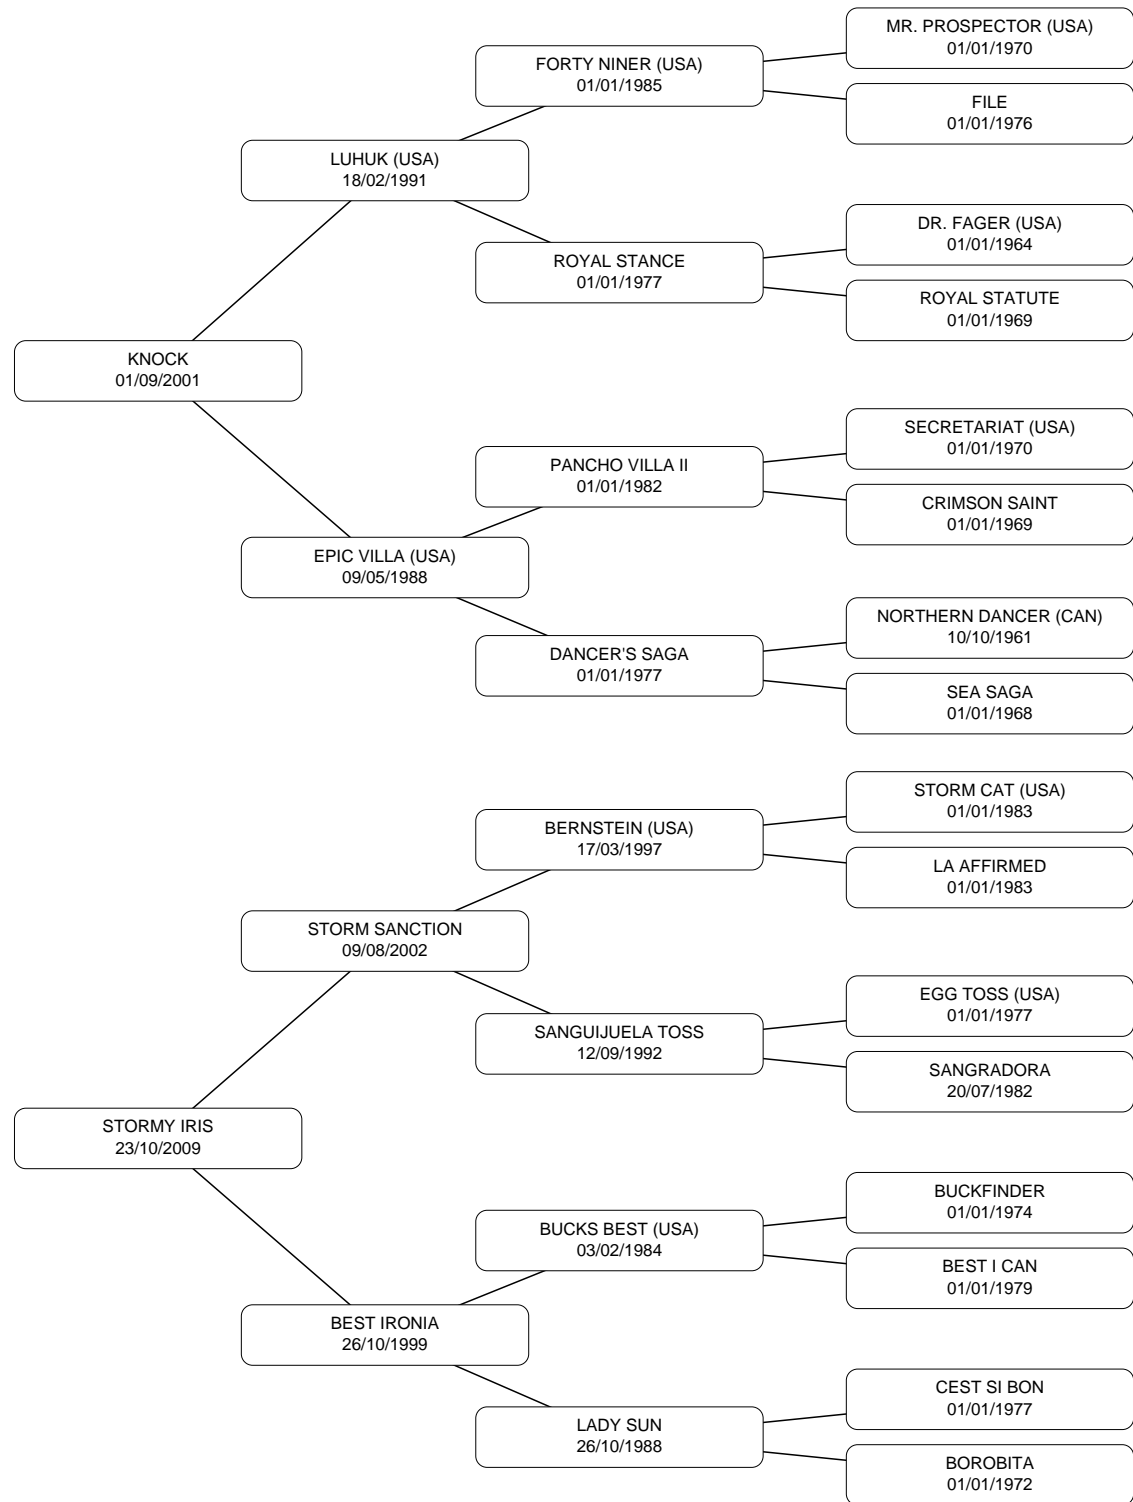 MR. PROSPECTOR (USA)
01/01/1970
FORTY NINER (USA)
01/01/1985
FILE
01/01/1976
LUHUK (USA)
18/02/1991
DR. FAGER (USA)
01/01/1964
ROYAL STANCE
01/01/1977
ROYAL STATUTE
01/01/1969
KNOCK
01/09/2001
SECRETARIAT (USA)
01/01/1970
PANCHO VILLA II
01/01/1982
CRIMSON SAINT
01/01/1969
EPIC VILLA (USA)
09/05/1988
NORTHERN DANCER (CAN)
10/10/1961
DANCER'S SAGA
01/01/1977
SEA SAGA
01/01/1968
STORM CAT (USA)
01/01/1983
BERNSTEIN (USA)
17/03/1997
LA AFFIRMED
01/01/1983
STORM SANCTION
09/08/2002
EGG TOSS (USA)
01/01/1977
SANGUIJUELA TOSS
12/09/1992
SANGRADORA
20/07/1982
STORMY IRIS
23/10/2009
BUCKFINDER
01/01/1974
BUCKS BEST (USA)
03/02/1984
BEST I CAN
01/01/1979
BEST IRONIA
26/10/1999
CEST SI BON
01/01/1977
LADY SUN
26/10/1988
BOROBITA
01/01/1972